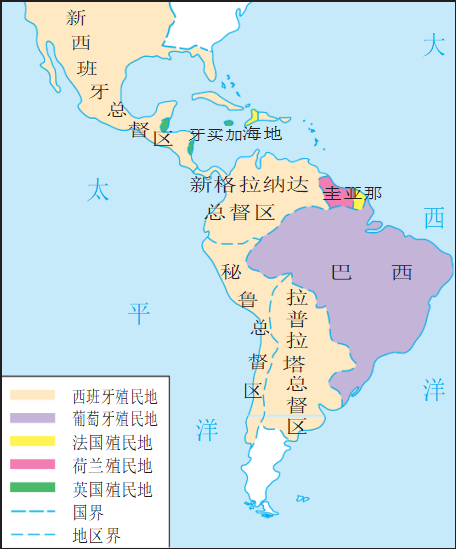 新西班牙总督区
大西洋
牙买加
海地
新格拉纳达
总督区
圭亚那
太平洋
巴西
秘鲁总督区
拉普拉塔总督区
西班牙殖民地
葡萄牙殖民地
法国殖民地
荷兰殖民地
英国殖民地
国界
地区界